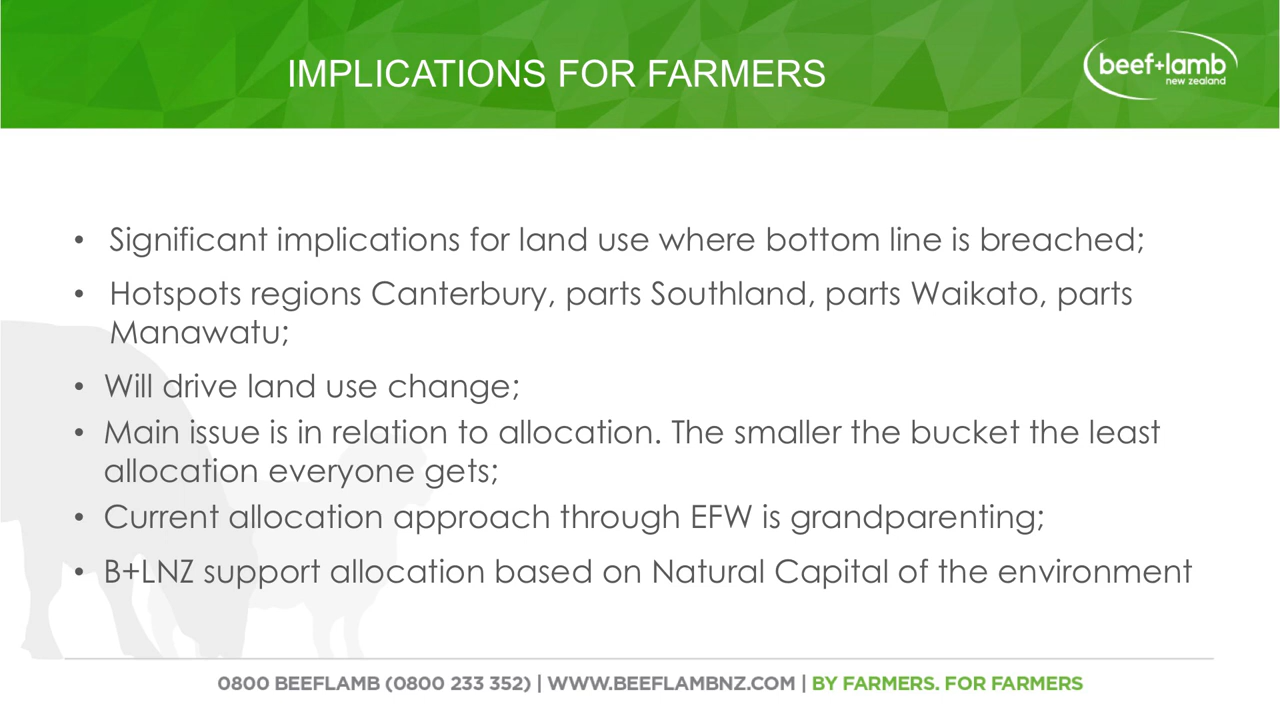 IMPLICATIONS FOR FARMERS
beef+lamb
new zealand
• Significant implications for land use where bottom line is breached;
• Hotspots regions Canterbury, parts Southland, parts Waikato, parts
Manawatu;
• Will drive land use change;
• Main issue is in relation to allocation. The smaller the bucket the least
allocation everyone gets;
• Current allocation approach through EFW is grandparenting;
• B+LNZ support allocation based on Natural Capital of the environment
0800 BEEFLAMB (0800 233 352) | WWW.BEEFLAMBNZ.COM | BY FARMERS. FOR FARMERS